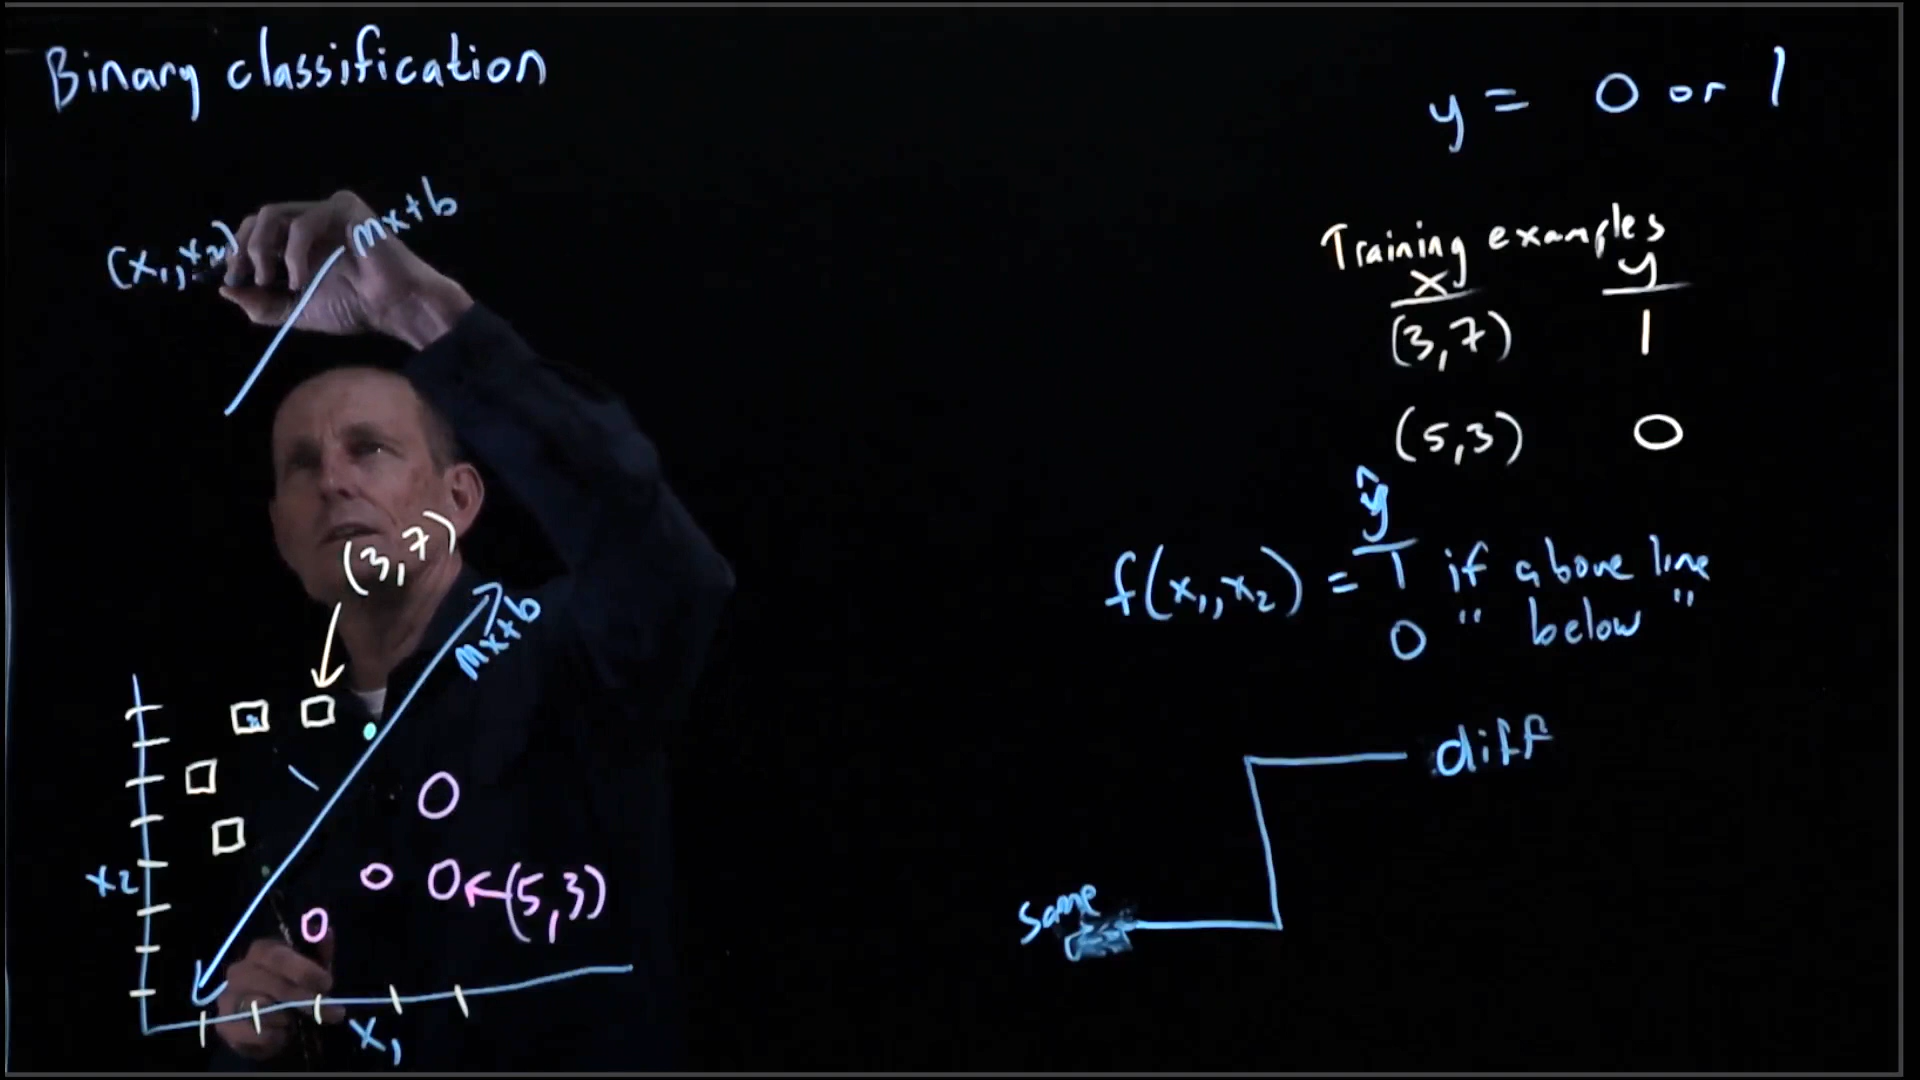 Binary classification
y = 0 or 1
(x1,x2)
mx+b
Training examples
x y
(3,7) 1
(5,3) 0
(3,7)
mx+b
ŷ
f(x1,x2) = 1 if above line
0 " below "
diff
x2
(5,3)
same
x1